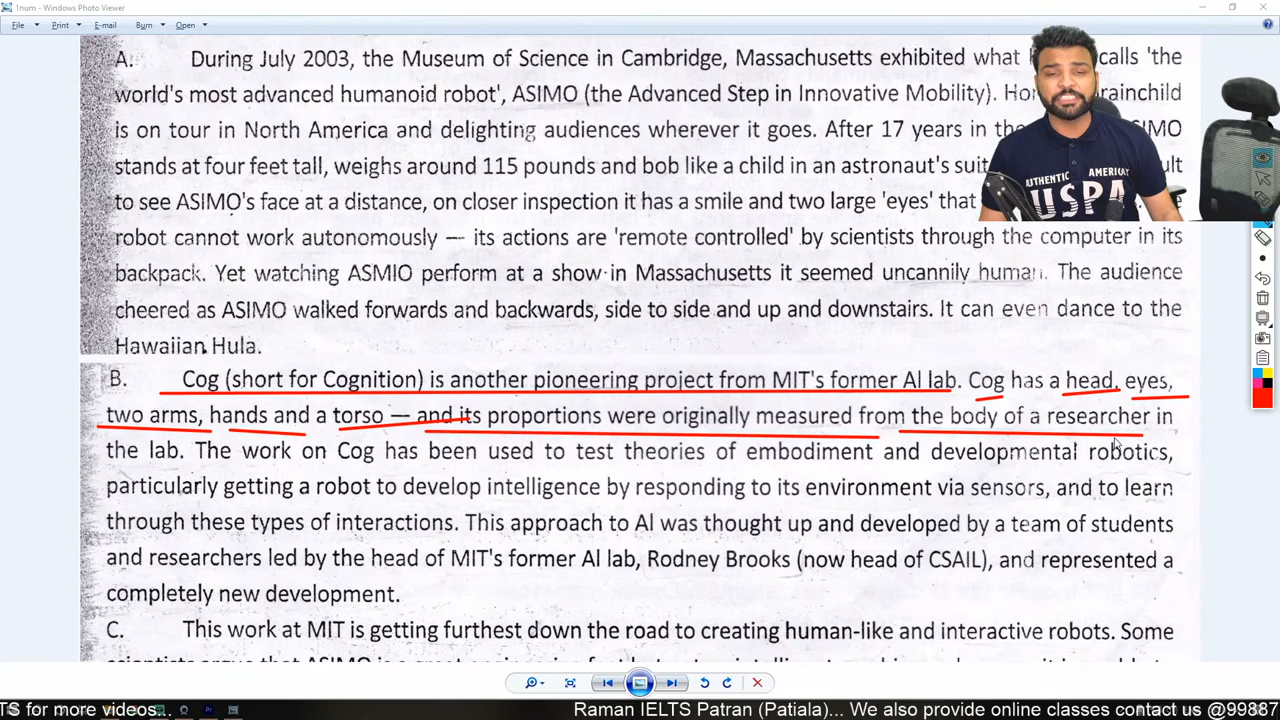 1num - Windows Photo Viewer
File Print E-mail Burn Open
A. During July 2003, the Museum of Science in Cambridge, Massachusetts exhibited what calls 'the
world's most advanced humanoid robot', ASIMO (the Advanced Step in Innovative Mobility). brainchild
is on tour in North America and delighting audiences wherever it goes. After 17 years in
stands at four feet tall, weighs around 115 pounds and bob like a child in an astronaut's
to see ASIMO's face at a distance, on closer inspection it has a smile and two large 'eyes' that
robot cannot work autonomously — its actions are 'remote controlled' by scientists through the computer in its
backpack. Yet watching ASMIO perform at a show in Massachusetts it seemed uncannily human. The audience
cheered as ASIMO walked forwards and backwards, side to side and up and downstairs. It can even dance to the
Hawaiian Hula.
AUTHENTIC AMERICAN
USPA
B. Cog (short for Cognition) is another pioneering project from MIT's former Al lab. Cog has a head, eyes,
two arms, hands and a torso — and its proportions were originally measured from the body of a researcher in
the lab. The work on Cog has been used to test theories of embodiment and developmental robotics,
particularly getting a robot to develop intelligence by responding to its environment via sensors, and to learn
through these types of interactions. This approach to Al was thought up and developed by a team of students
and researchers led by the head of MIT's former Al lab, Rodney Brooks (now head of CSAIL), and represented a
completely new development.
C. This work at MIT is getting furthest down the road to creating human-like and interactive robots. Some
TS for more videos... Raman IELTS Patran (Patiala)... We also provide online classes contact us @99887